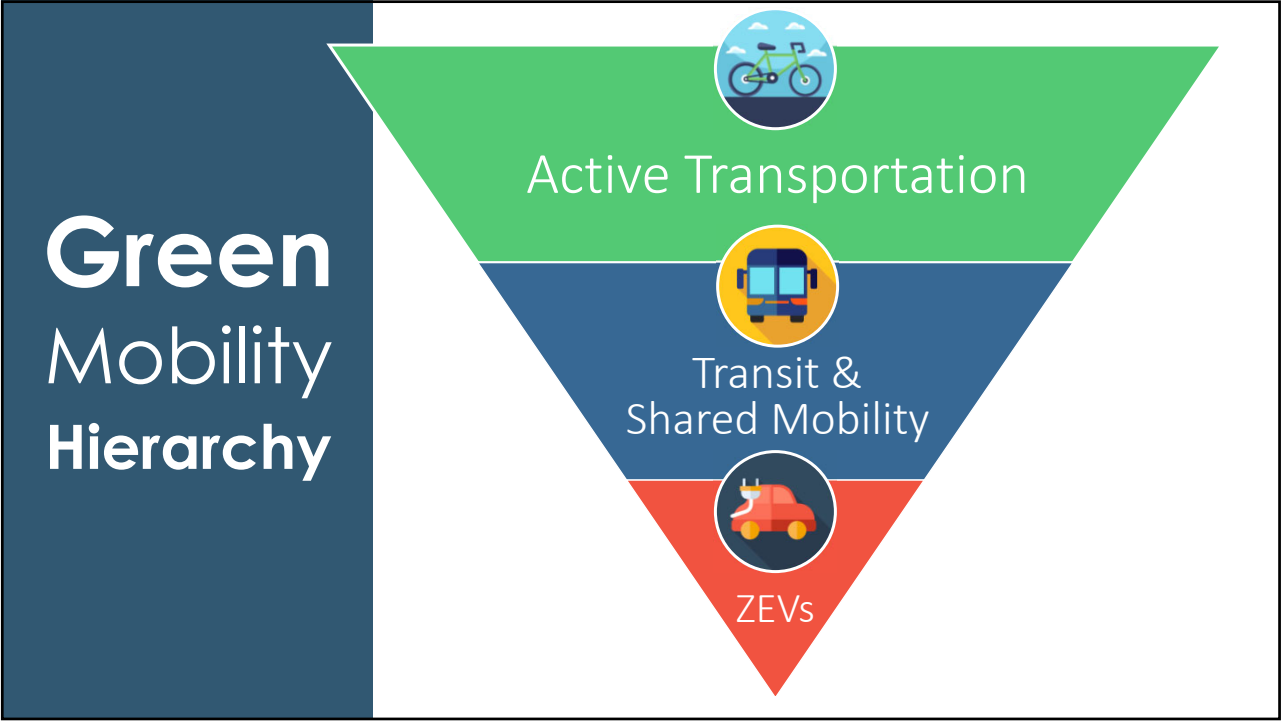 Green
Mobility
Hierarchy
Active Transportation
Transit &
Shared Mobility
ZEVs